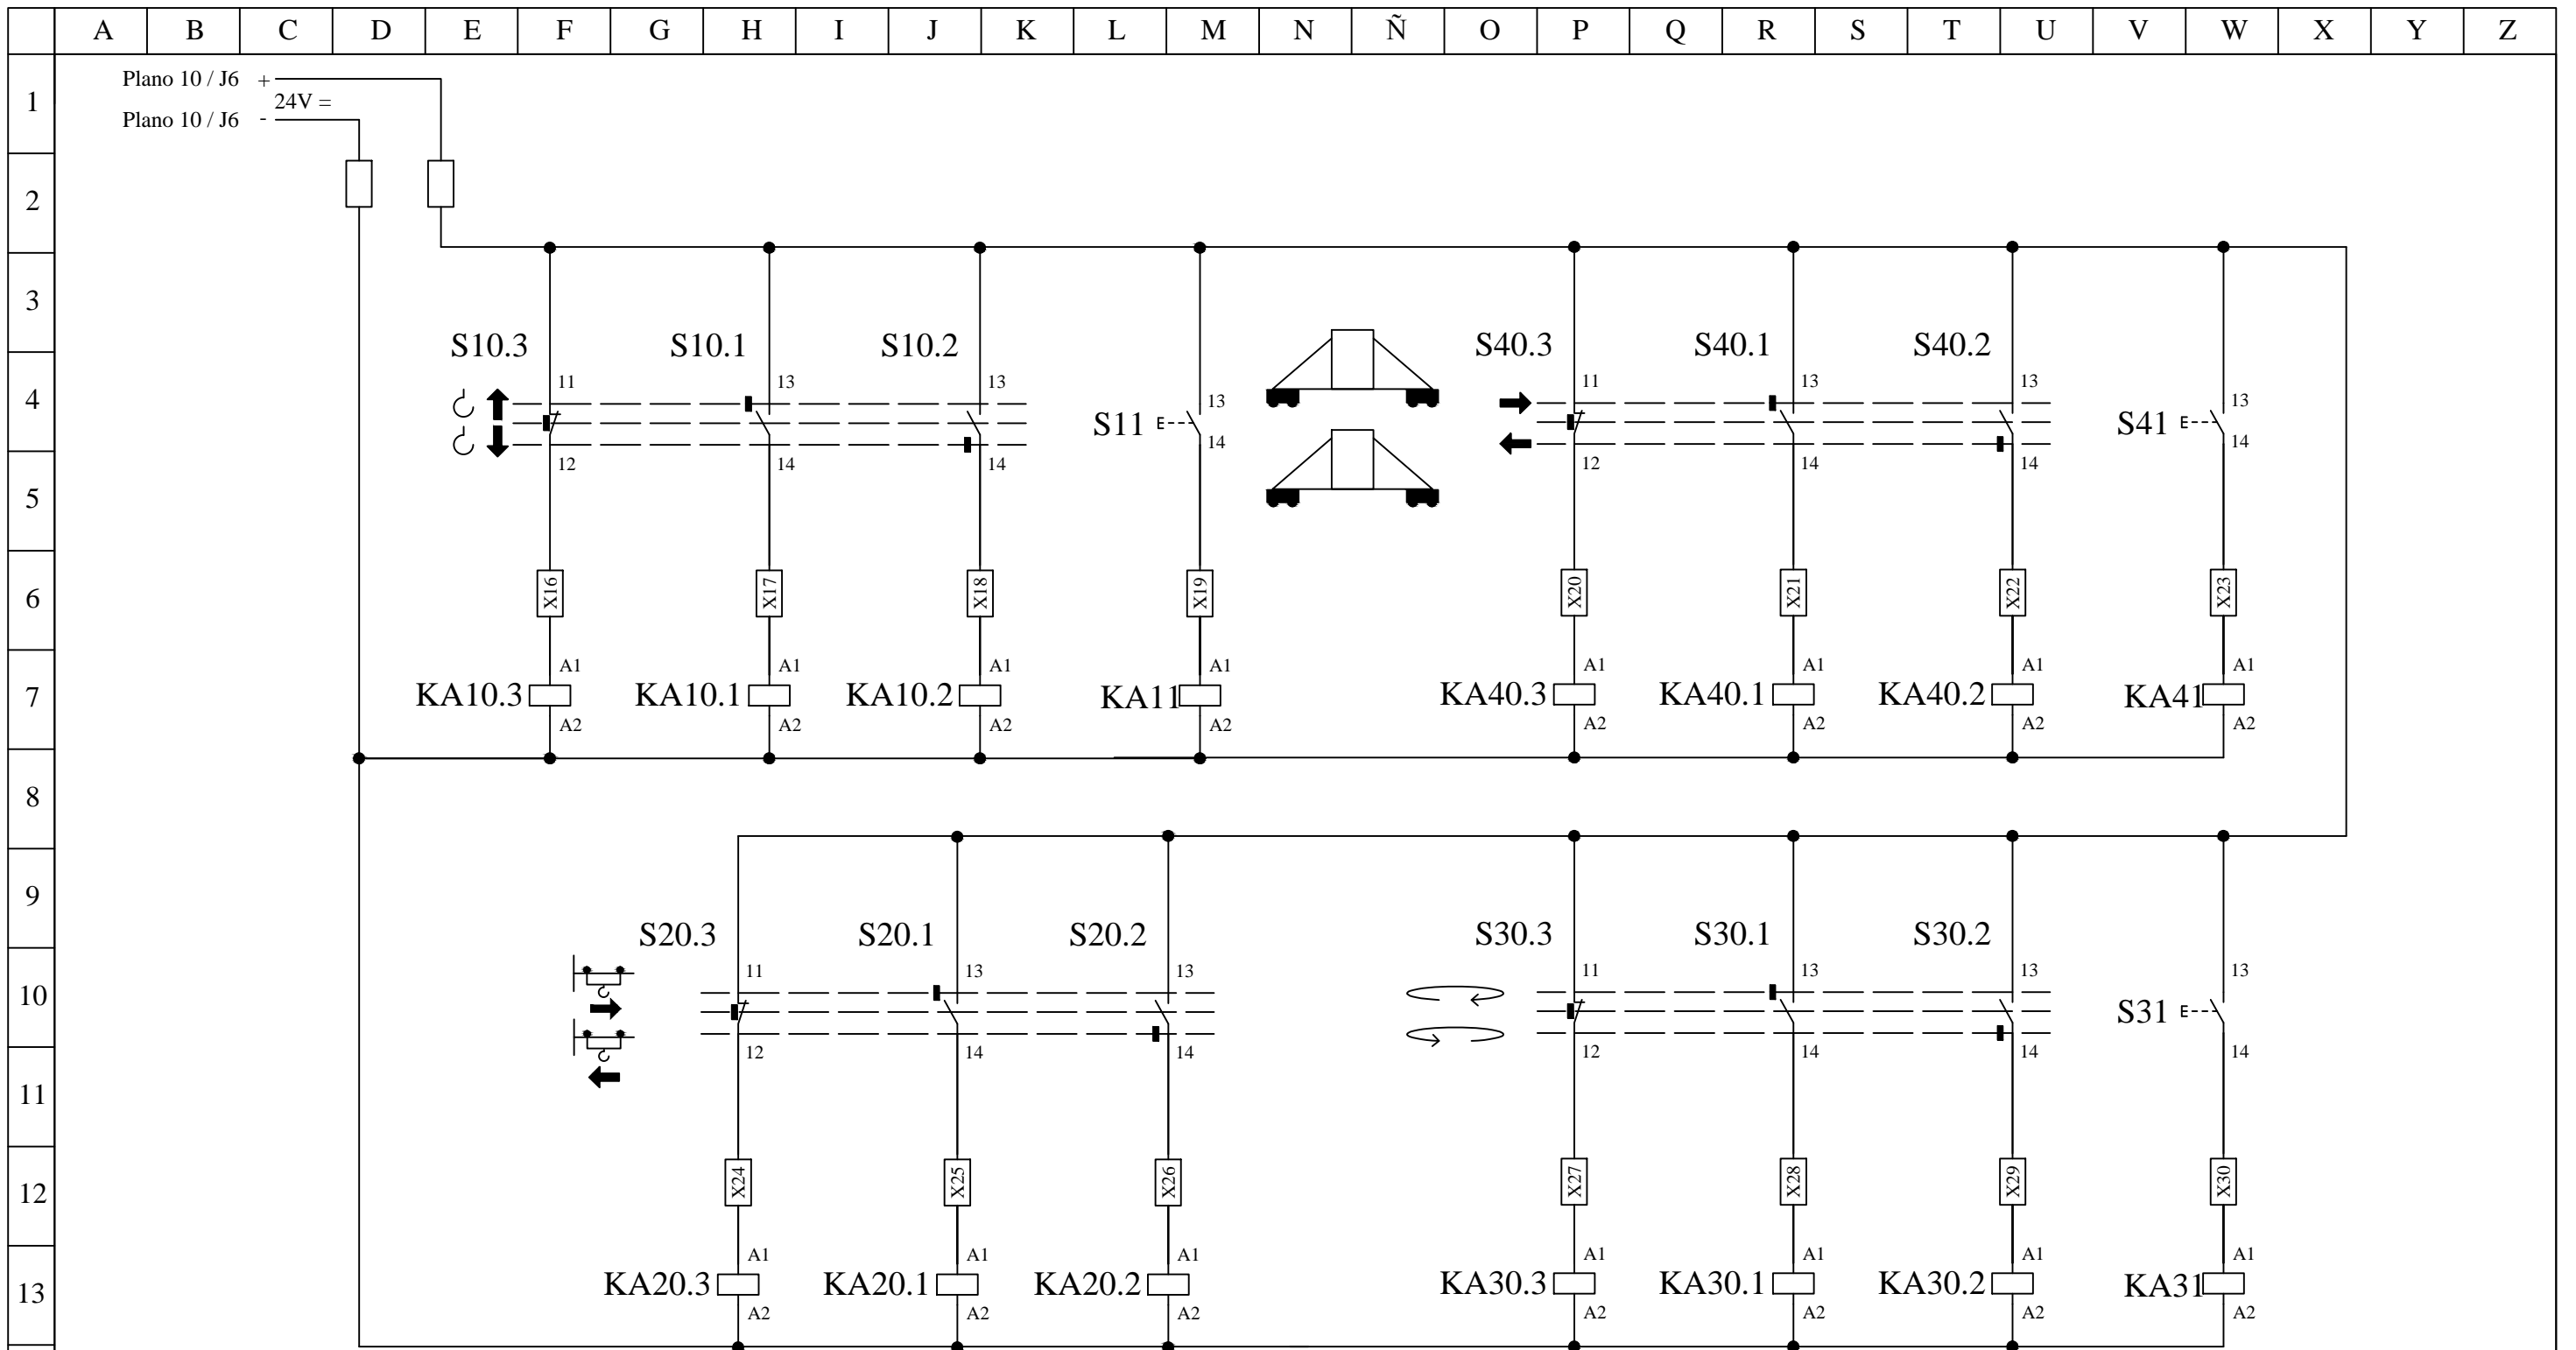 A B C D E F G H I J K L M N Ñ O P Q R S T U V W X Y Z
1
Plano 10 / J6 +
24V =
Plano 10 / J6 -
2
3
S10.3 S10.1 S10.2 S40.3 S40.1 S40.2
4
11 13 13 11 13 13
13 13
S11 S41
14 14
12 14 14 12 14 14
5
6
X16 X17 X18 X19 X20 X21 X22 X23
A1 A1 A1 A1 A1 A1 A1 A1
7
KA10.3 KA10.1 KA10.2 KA11 KA40.3 KA40.1 KA40.2 KA41
A2 A2 A2 A2 A2 A2 A2 A2
8
9
S20.3 S20.1 S20.2 S30.3 S30.1 S30.2
11 13 13 11 13 13 13
10
S31
12 14 14 12 14 14 14
11
12
X24 X25 X26 X27 X28 X29 X30
A1 A1 A1 A1 A1 A1 A1
13
KA20.3 KA20.1 KA20.2 KA30.3 KA30.1 KA30.2 KA31
A2 A2 A2 A2 A2 A2 A2